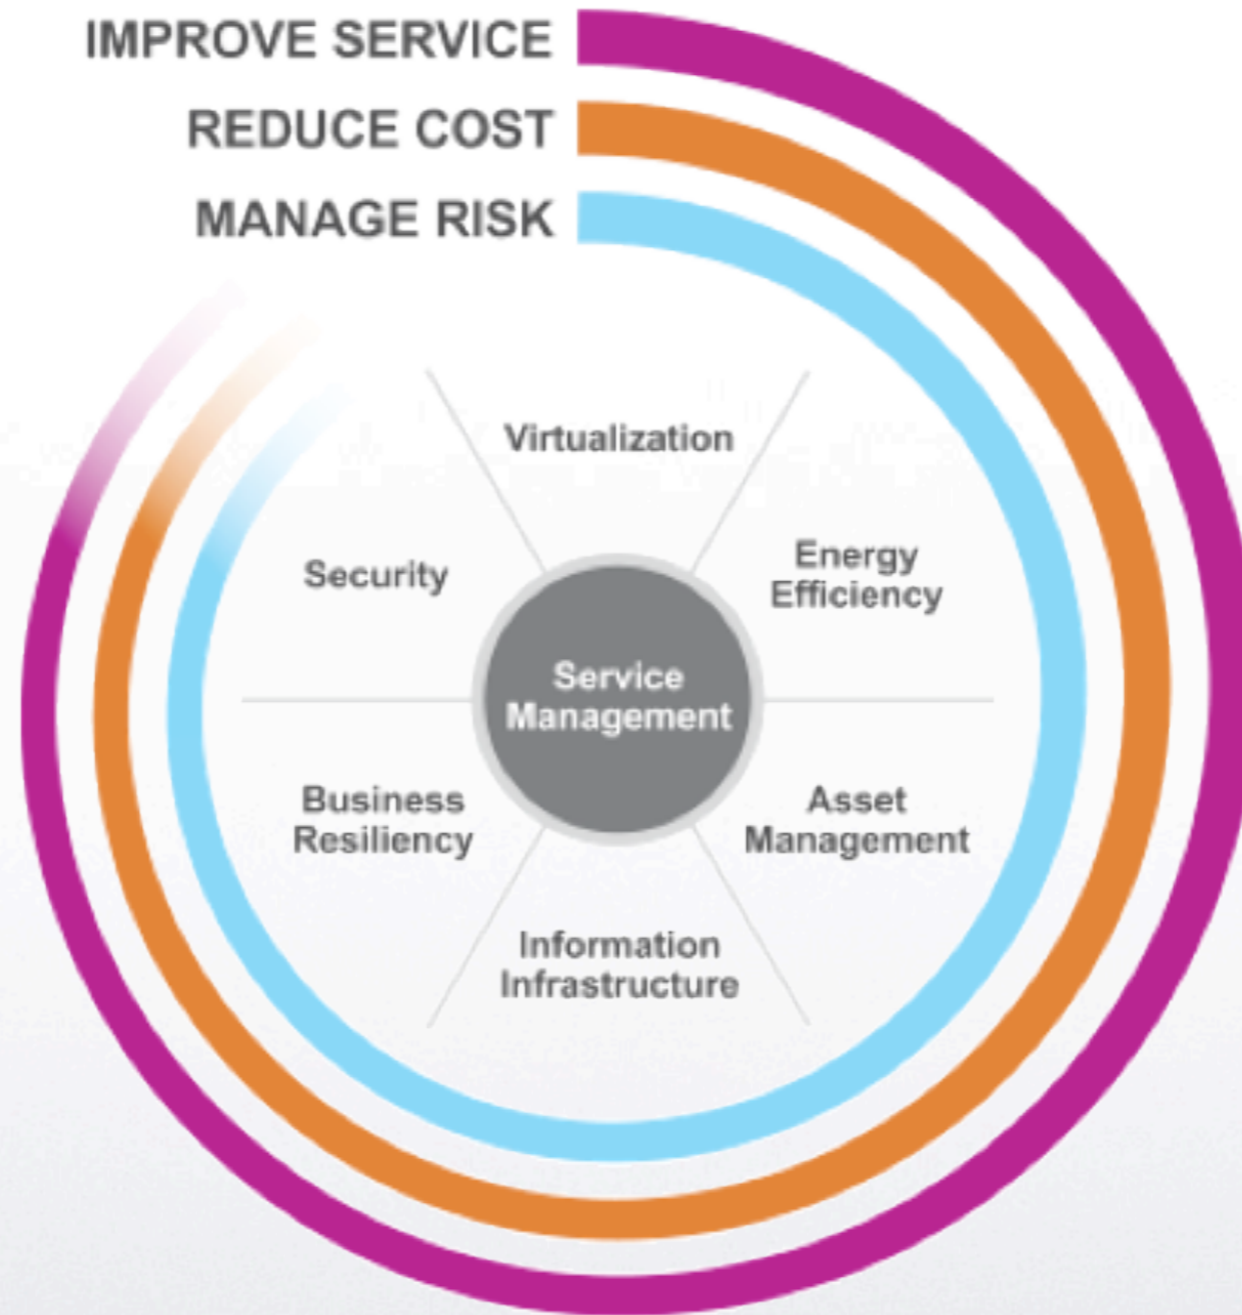 IMPROVE SERVICE
REDUCE COST
MANAGE RISK
Virtualization
Energy
Efficiency
Security
Service
Management
Business
Resiliency
Asset
Management
Information
Infrastructure